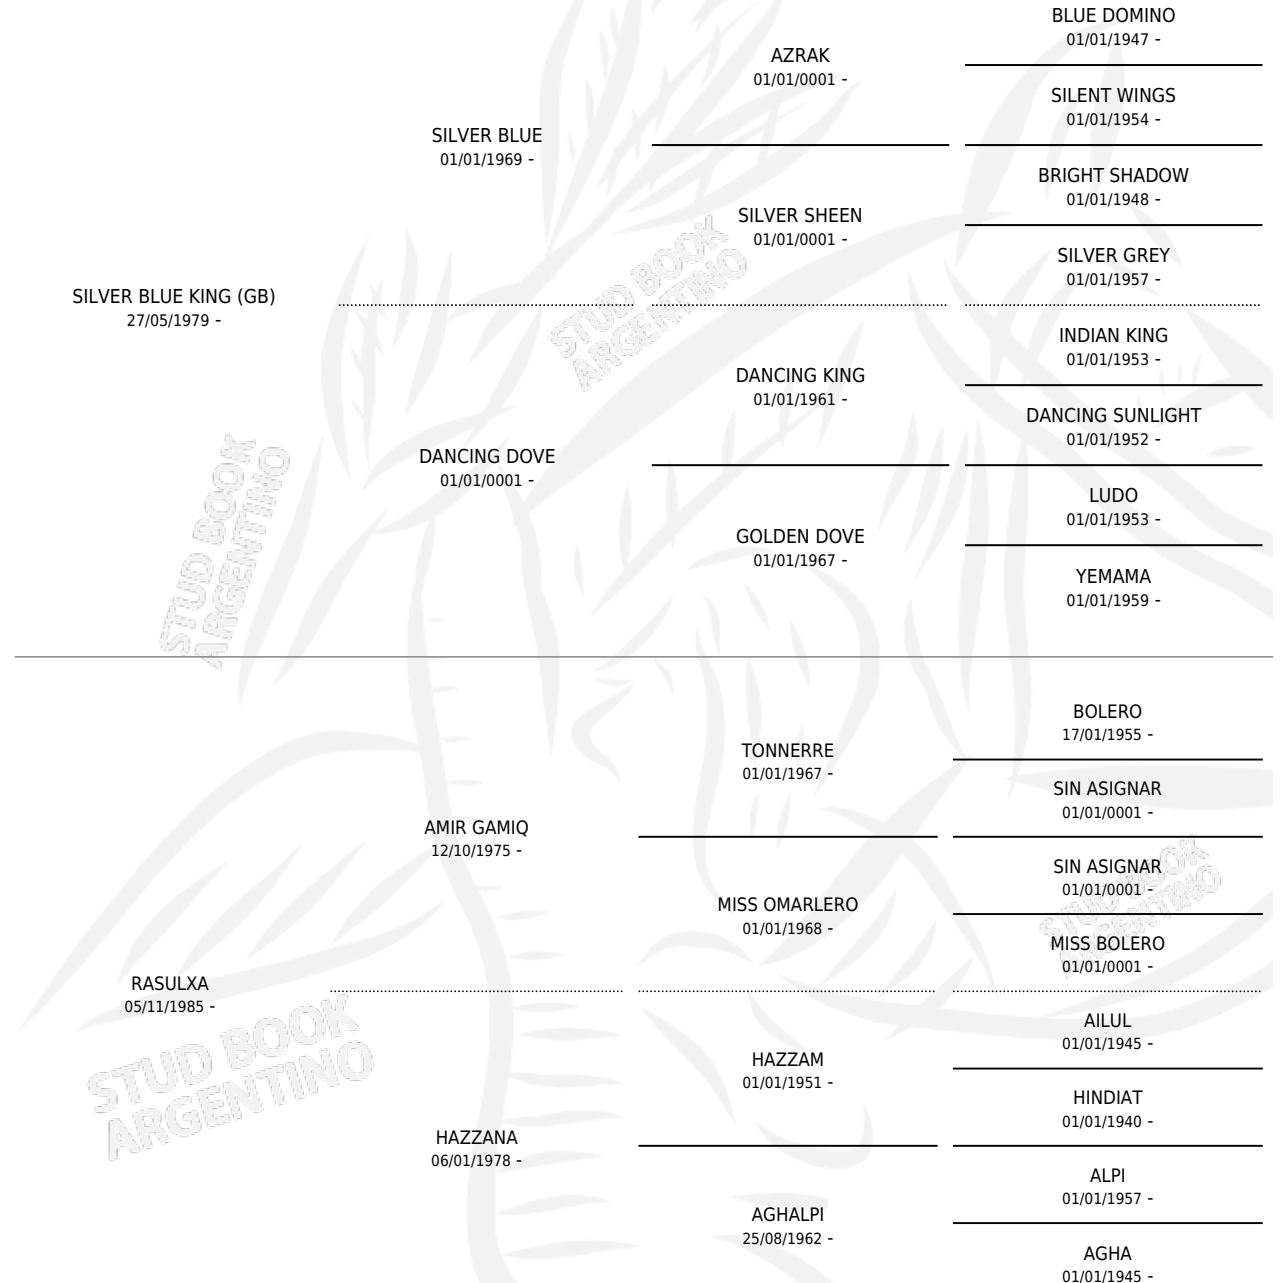 BLUE DOMINO
01/01/1947 -
AZRAK
01/01/0001 -
SILENT WINGS
01/01/1954 -
SILVER BLUE
01/01/1969 -
BRIGHT SHADOW
01/01/1948 -
SILVER SHEEN
01/01/0001 -
SILVER GREY
01/01/1957 -
STUD BOOK
ARGENTINO
SILVER BLUE KING (GB)
27/05/1979 -
INDIAN KING
01/01/1953 -
DANCING KING
01/01/1961 -
DANCING SUNLIGHT
01/01/1952 -
DANCING DOVE
01/01/0001 -
LUDO
01/01/1953 -
GOLDEN DOVE
01/01/1967 -
YEMAMA
01/01/1959 -
STUD BOOK
ARGENTINO
BOLERO
17/01/1955 -
TONNERRE
01/01/1967 -
SIN ASIGNAR
01/01/0001 -
AMIR GAMIQ
12/10/1975 -
SIN ASIGNAR
01/01/0001 -
MISS OMARLERO
01/01/1968 -
MISS BOLERO
01/01/0001 -
STUD BOOK
ARGENTINO
RASULXA
05/11/1985 -
AILUL
01/01/1945 -
HAZZAM
01/01/1951 -
HINDIAT
01/01/1940 -
STUD BOOK
ARGENTINO
HAZZANA
06/01/1978 -
ALPI
01/01/1957 -
AGHALPI
25/08/1962 -
AGHA
01/01/1945 -